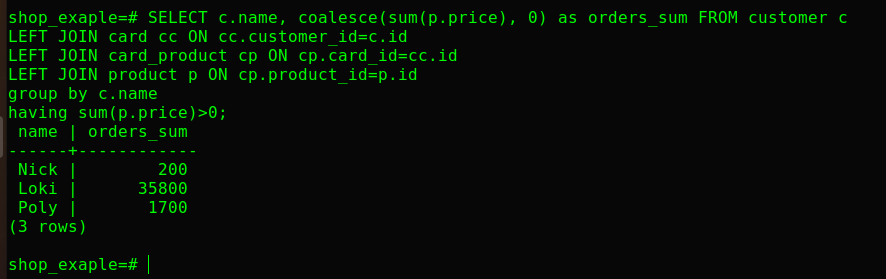 shop_exaple=# SELECT c.name, coalesce(sum(p.price), 0) as orders_sum FROM customer c
LEFT JOIN card cc ON cc.customer_id=c.id
LEFT JOIN card_product cp ON cp.card_id=cc.id
LEFT JOIN product p ON cp.product_id=p.id
group by c.name
having sum(p.price)>0;
 name | orders_sum
------+------------
 Nick |        200
 Loki |      35800
 Poly |       1700
(3 rows)

shop_exaple=#